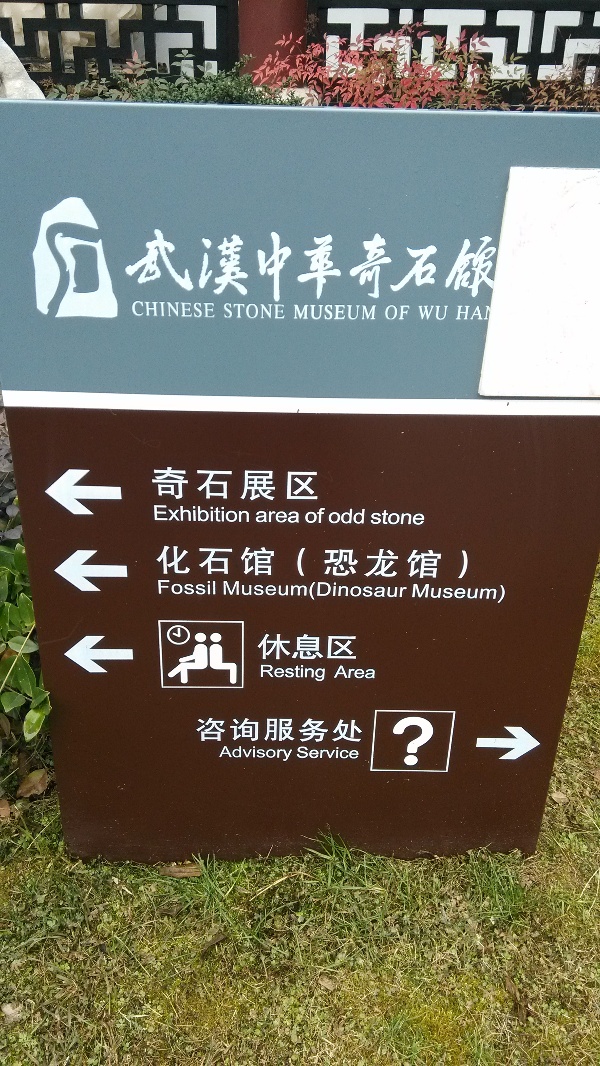 武漢中華奇石館
CHINESE STONE MUSEUM OF WU HAN
奇石展区
Exhibition area of odd stone
化石馆（恐龙馆）
Fossil Museum(Dinosaur Museum)
休息区
Resting Area
咨询服务处
Advisory Service
?